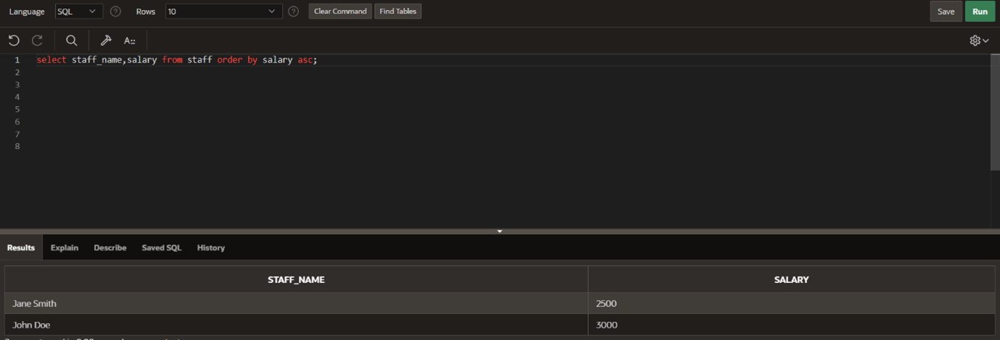 Language SQL Rows 10 Clear Command Find Tables Save Run
A
1 select staff_name,salary from staff order by salary asc;
2
3
4
5
6
7
8
Results Explain Describe Saved SQL History
STAFF_NAME SALARY
Jane Smith 2500
John Doe 3000